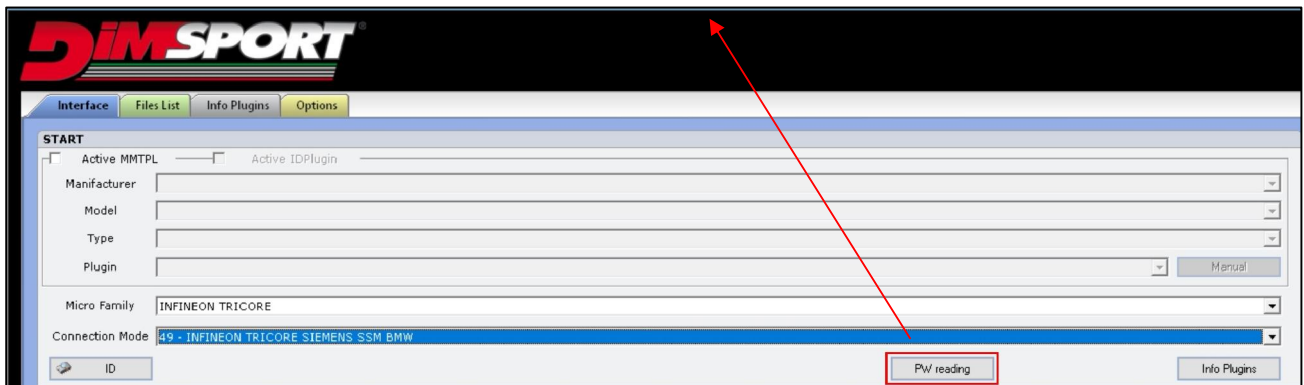 DiMSPORT®
Interface Files List Info Plugins Options
START
Active MMTPL Active IDPlugin
Manifacturer
Model
Type
Plugin Manual
Micro Family INFINEON TRICORE
Connection Mode 49 - INFINEON TRICORE SIEMENS SSM BMW
ID PW reading Info Plugins